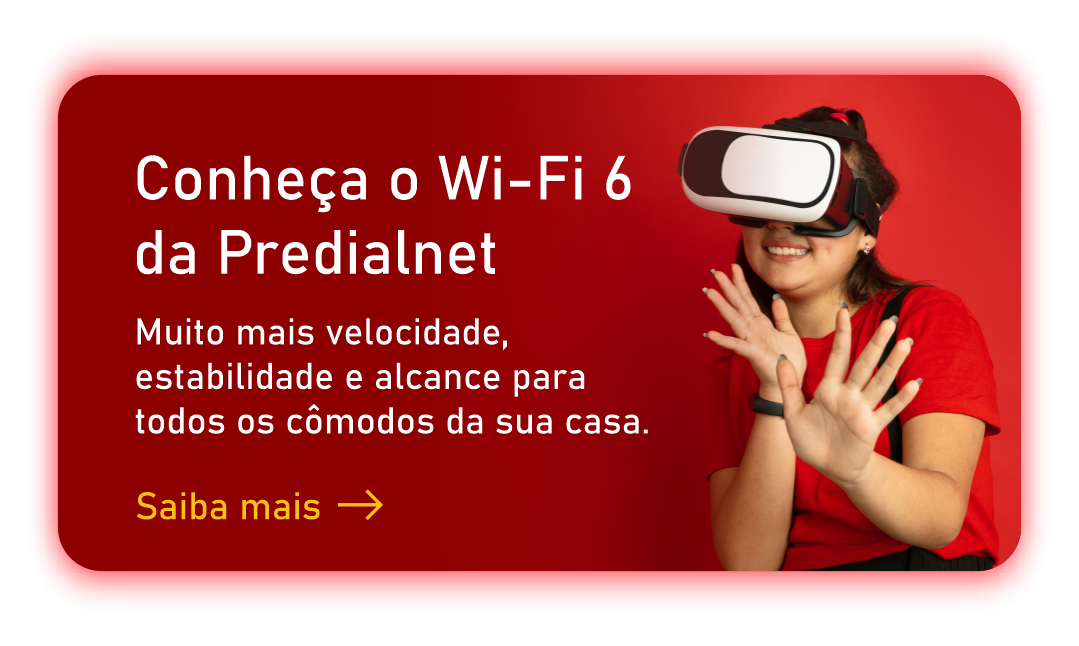 Conheça o Wi-Fi 6
da Predialnet
Muito mais velocidade,
estabilidade e alcance para
todos os cômodos da sua casa.
Saiba mais →